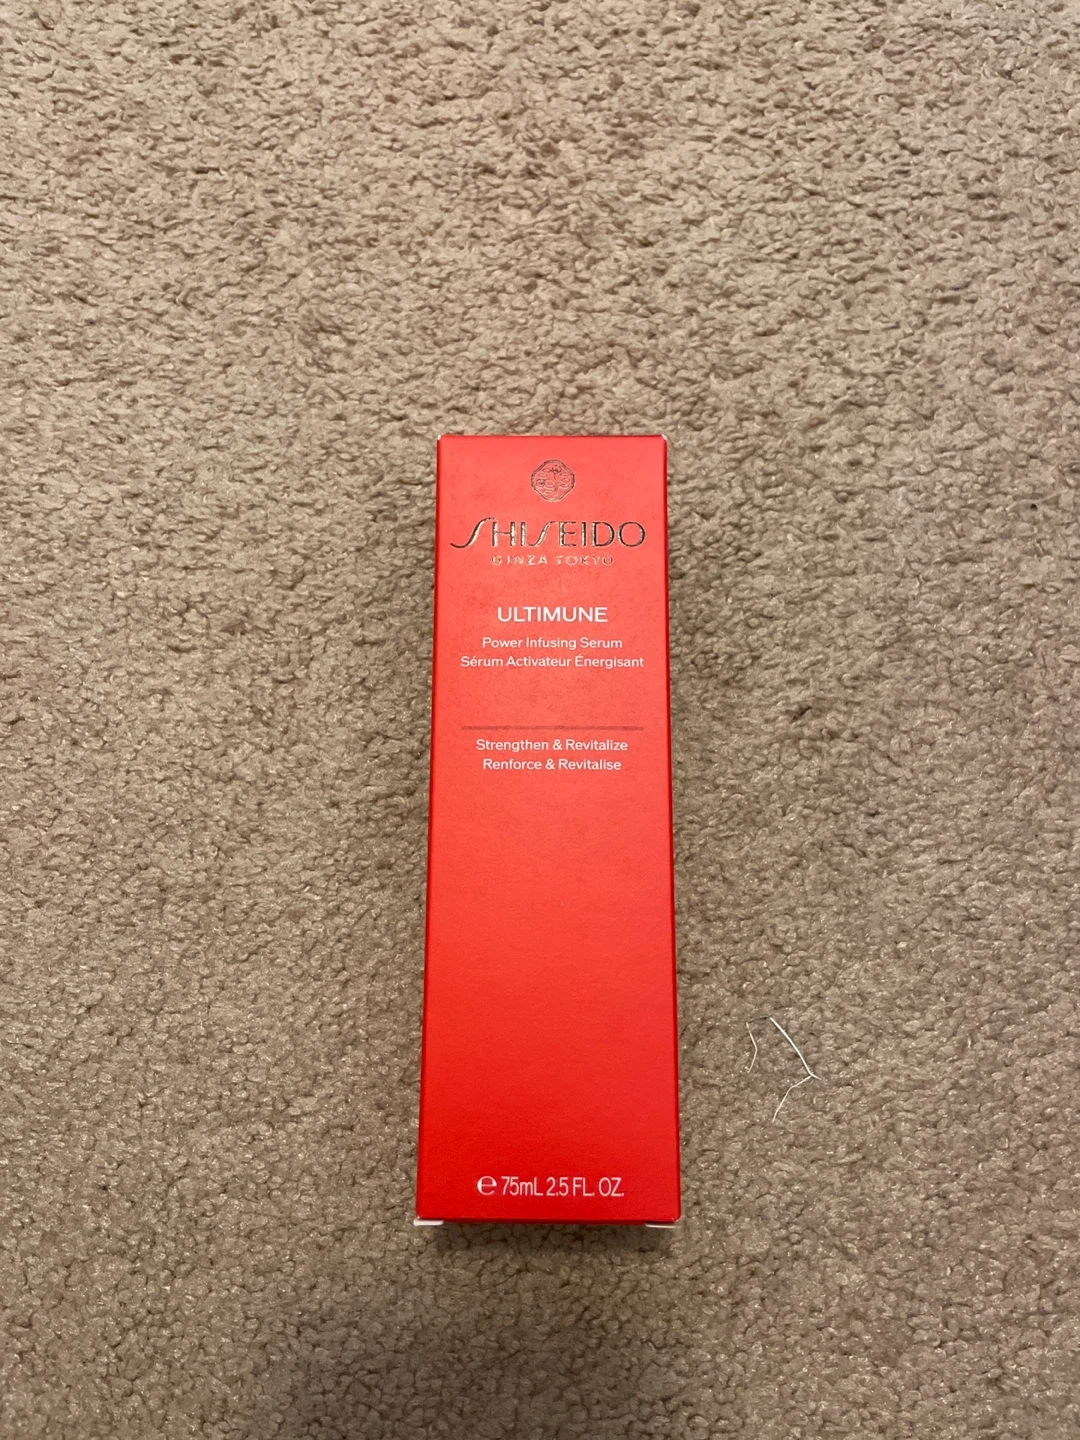 SHISEIDO
GINZA TOKYO
ULTIMUNE
Power Infusing Serum
Sérum Activateur Énergisant
Strengthen & Revitalize
Renforce & Revitalise
℮ 75mL 2.5 FL. OZ.